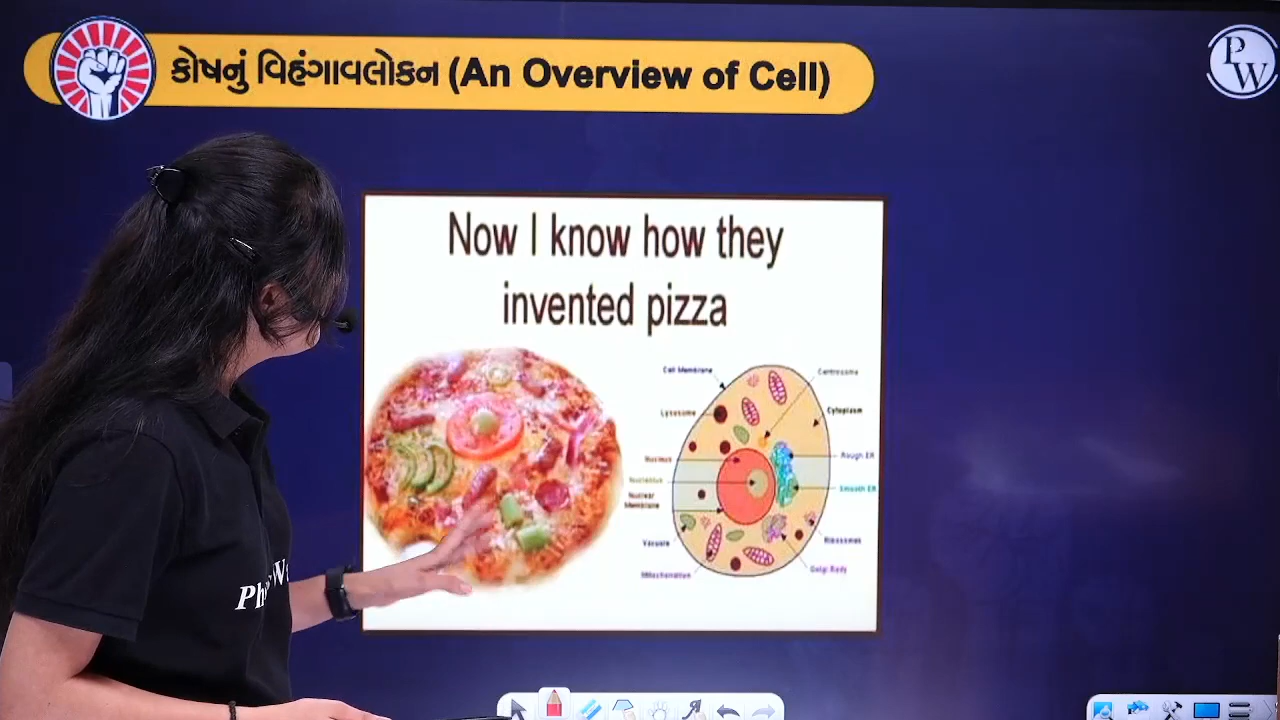 કોષનું વિહંગાવલોકન (An Overview of Cell)
P
W
Now I know how they
invented pizza
Cell Membrane
Centrosome
Lysosome
Cytoplasm
Nucleus
Rough ER
Nucleolus
Smooth ER
Nuclear
Membrane
Vacuole
Ribosomes
Mitochondrion
Golgi Body